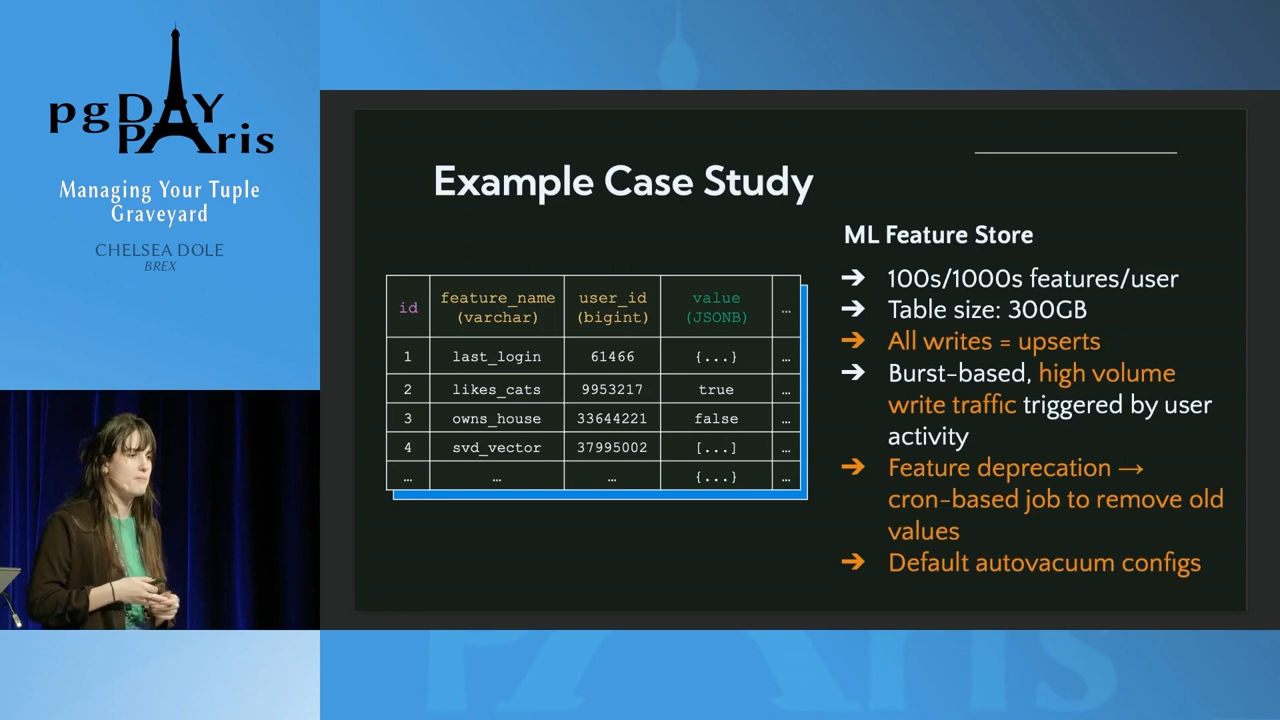 pgDAY
PAris
Managing Your Tuple
Graveyard
CHELSEA DOLE
BREX
Example Case Study
id feature_name (varchar) user_id (bigint) value (JSONB) …
1 last_login 61466 {...} …
2 likes_cats 9953217 true …
3 owns_house 33644221 false …
4 svd_vector 37995002 [...] …
… … … {...} …
ML Feature Store
➔ 100s/1000s features/user
➔ Table size: 300GB
➔ All writes = upserts
➔ Burst-based, high volume
write traffic triggered by user
activity
➔ Feature deprecation →
cron-based job to remove old
values
➔ Default autovacuum configs